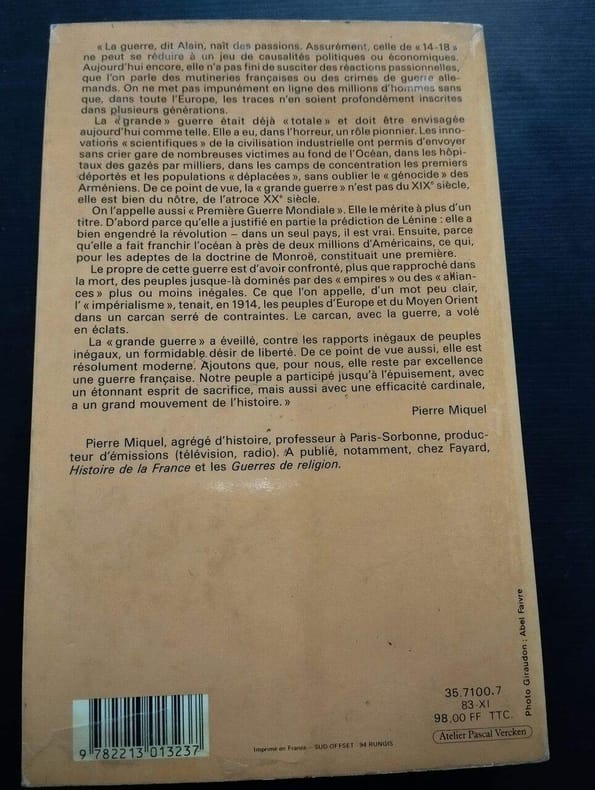 « La guerre, dit Alain, naît des passions. Assurément, celle de « 14-18 »
ne peut se réduire à un jeu de causalités politiques ou économiques.
Aujourd'hui encore, elle n'a pas fini de susciter des réactions passionnelles,
que l'on parle des mutineries françaises ou des crimes de guerre alle-
mands. On ne met pas impunément en ligne des millions d'hommes sans
que, dans toute l'Europe, les traces n'en soient profondément inscrites
dans plusieurs générations.
La « grande » guerre était déjà « totale » et doit être envisagée
aujourd'hui comme telle. Elle a eu, dans l'horreur, un rôle pionnier. Les inno-
vations « scientifiques » de la civilisation industrielle ont permis d'envoyer
sans crier gare de nombreuses victimes au fond de l'Océan, dans les hôpi-
taux des gazés par milliers, dans les camps de concentration les premiers
déportés et les populations « déplacées », sans oublier le « génocide » des
Arméniens. De ce point de vue, la « grande guerre » n'est pas du XIXe siècle,
elle est bien du nôtre, de l'atroce XXe siècle.
On l'appelle aussi « Première Guerre Mondiale ». Elle le mérite à plus d'un
titre. D'abord parce qu'elle a justifié en partie la prédiction de Lénine : elle a
bien engendré la révolution – dans un seul pays, il est vrai. Ensuite, parce
qu'elle a fait franchir l'océan à près de deux millions d'Américains, ce qui,
pour les adeptes de la doctrine de Monroë, constituait une première.
Le propre de cette guerre est d'avoir confronté, plus que rapproché dans
la mort, des peuples jusque-là dominés par des « empires » ou des « allian-
ces » plus ou moins inégales. Ce que l'on appelle, d'un mot peu clair,
l'« impérialisme », tenait, en 1914, les peuples d'Europe et du Moyen Orient
dans un carcan serré de contraintes. Le carcan, avec la guerre, a volé
en éclats.
La « grande guerre » a éveillé, contre les rapports inégaux de peuples
inégaux, un formidable désir de liberté. De ce point de vue aussi, elle est
résolument moderne. Ajoutons que, pour nous, elle reste par excellence
une guerre française. Notre peuple a participé jusqu'à l'épuisement, avec
un étonnant esprit de sacrifice, mais aussi avec une efficacité cardinale,
a un grand mouvement de l'histoire. »
Pierre Miquel
Pierre Miquel, agrégé d'histoire, professeur à Paris-Sorbonne, produc-
teur d'émissions (télévision, radio). A publié, notamment, chez Fayard,
Histoire de la France et les Guerres de religion.
Photo Giraudon : Abel Faivre
35.7100.7
83-XI
98,00 FF TTC.
Atelier Pascal Vercken
9 782213 013237
Imprimé en France - SUD OFFSET 94 RUNGIS